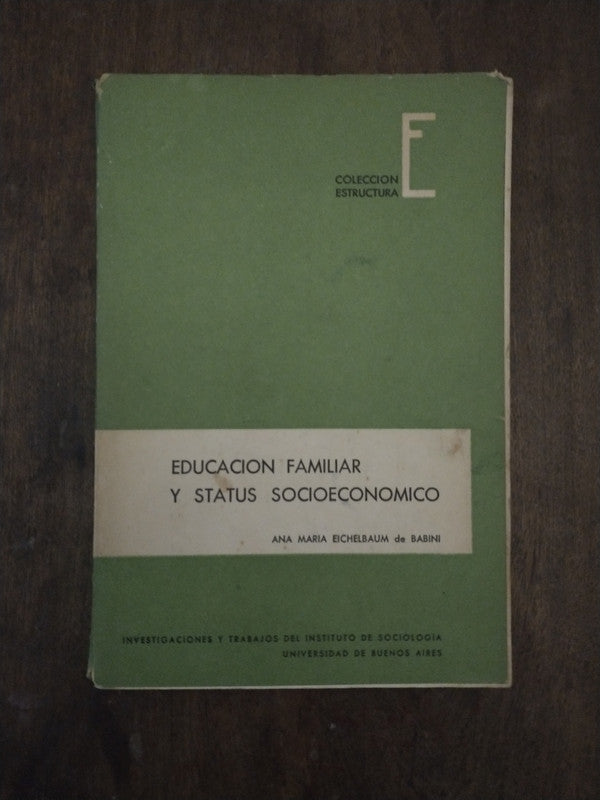 E
COLECCION
ESTRUCTURA
EDUCACION FAMILIAR
Y STATUS SOCIOECONOMICO
ANA MARIA EICHELBAUM de BABINI
INVESTIGACIONES Y TRABAJOS DEL INSTITUTO DE SOCIOLOGIA
UNIVERSIDAD DE BUENOS AIRES